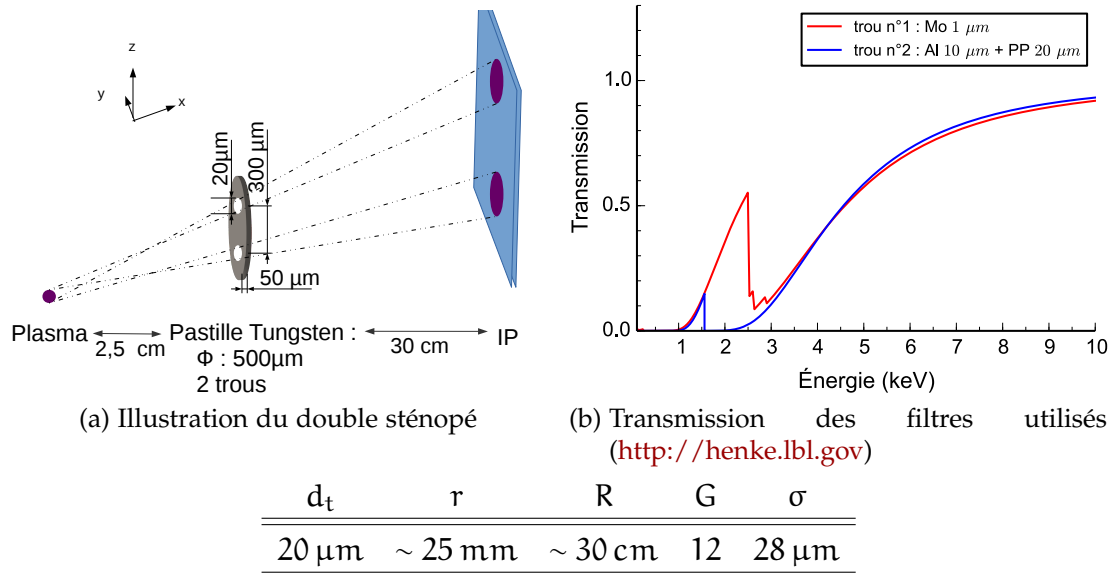 z
y
x
20µm
300 µm
50 µm
Plasma
2,5 cm
Pastille Tungsten :
Φ : 500µm
2 trous
30 cm
IP
(a) Illustration du double sténopé
trou n°1 : Mo 1 µm
trou n°2 : Al 10 µm + PP 20 µm
Transmission
1.0
0.5
0.0
1 2 3 4 5 6 7 8 9 10
Énergie (keV)
(b) Transmission des filtres utilisés
(http://henke.lbl.gov)
d_t r R G σ
20 µm ~ 25 mm ~ 30 cm 12 28 µm